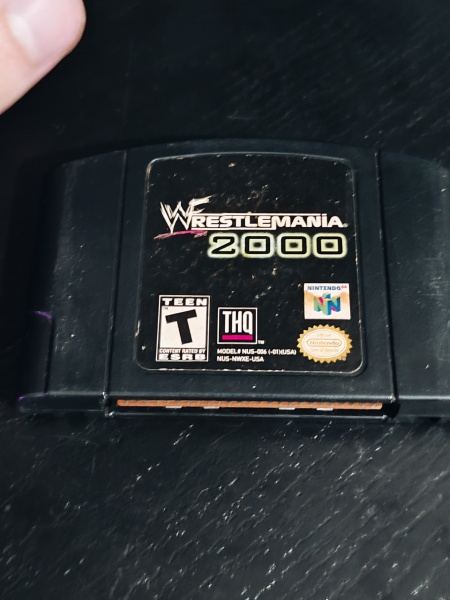 WRESTLEMANIA
2000
TEEN
T
CONTENT RATED BY
ESRB
THQ
NINTENDO 64
N
Nintendo
MODEL# NUS-006 (-01)(USA)
NUS-NWXE-USA